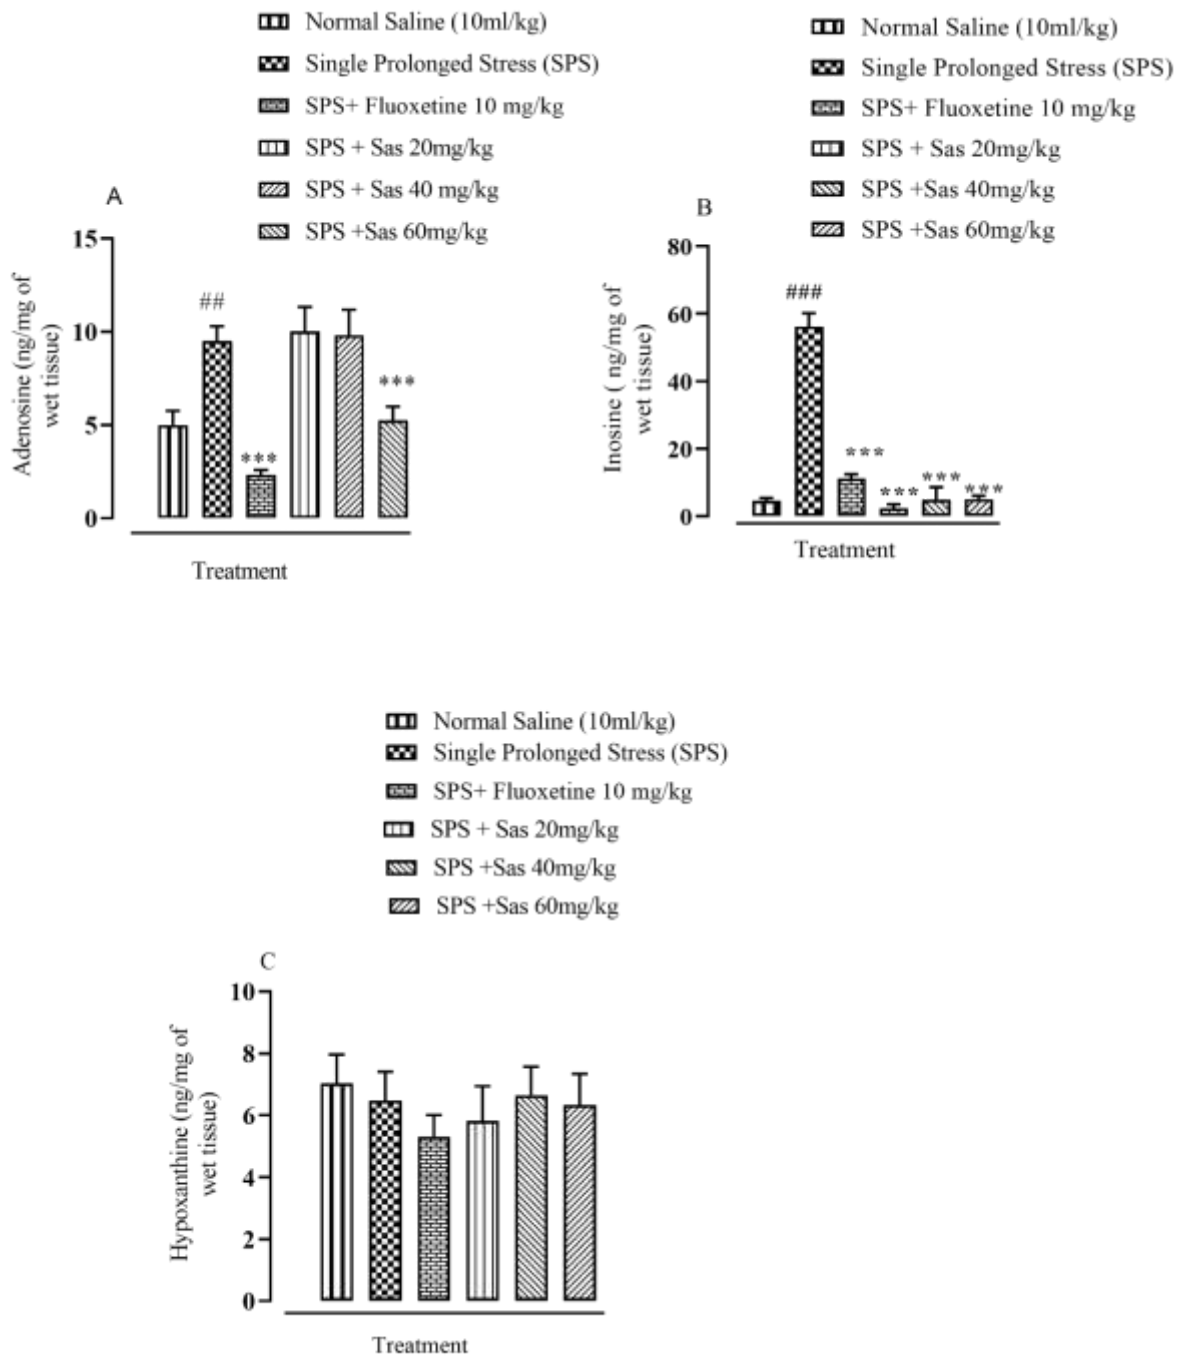 Normal Saline (10ml/kg)
Single Prolonged Stress (SPS)
SPS+ Fluoxetine 10 mg/kg
SPS + Sas 20mg/kg
SPS + Sas 40 mg/kg
SPS +Sas 60mg/kg
A
15
10
5
0
Adenosine (ng/mg of
wet tissue)
##
***
***
Treatment
Normal Saline (10ml/kg)
Single Prolonged Stress (SPS)
SPS+ Fluoxetine 10 mg/kg
SPS + Sas 20mg/kg
SPS +Sas 40mg/kg
SPS +Sas 60mg/kg
B
80
60
40
20
0
Inosine ( ng/mg of
wet tissue)
###
***
***
***
***
Treatment
Normal Saline (10ml/kg)
Single Prolonged Stress (SPS)
SPS+ Fluoxetine 10 mg/kg
SPS + Sas 20mg/kg
SPS +Sas 40mg/kg
SPS +Sas 60mg/kg
C
10
8
6
4
2
0
Hypoxanthine (ng/mg of
wet tissue)
Treatment